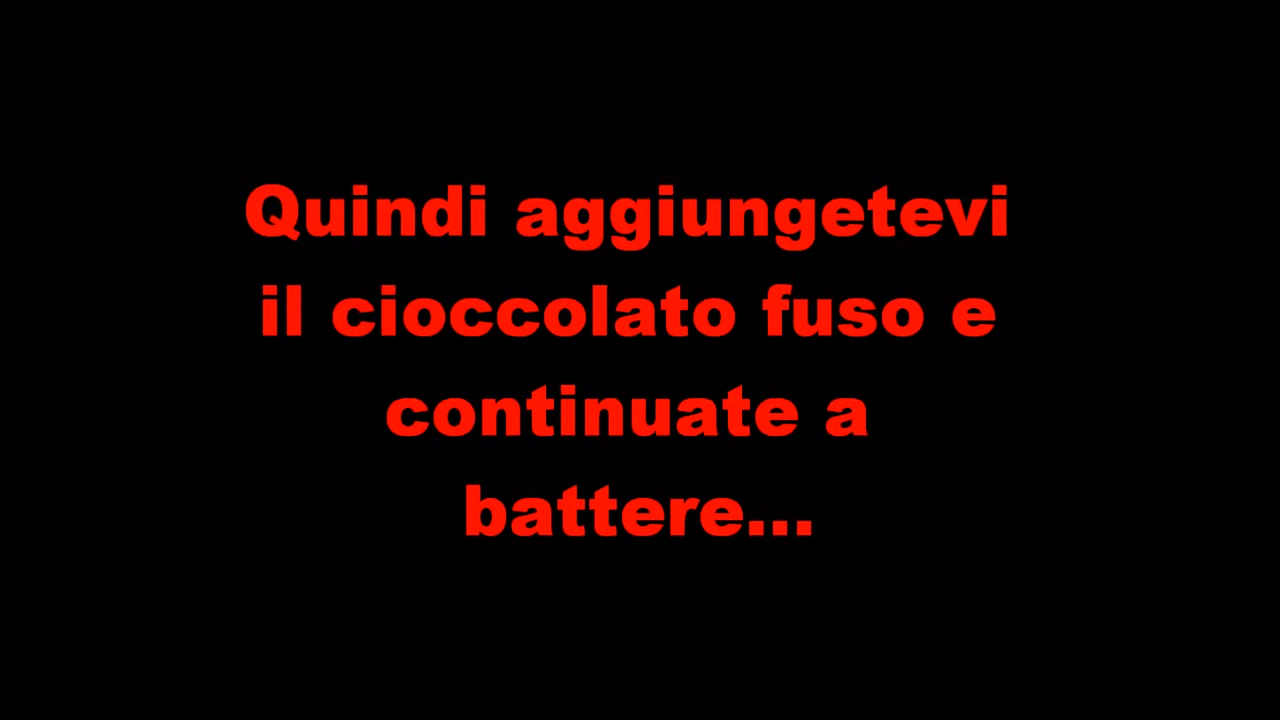 Quindi aggiungetevi
il cioccolato fuso e
continuate a
battere...